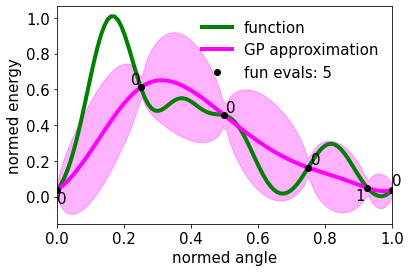 function
GP approximation
fun evals: 5
normed energy
1.0
0.8
0.6
0.4
0.2
0.0
0
0
0
0
1
0
0.0 0.2 0.4 0.6 0.8 1.0
normed angle